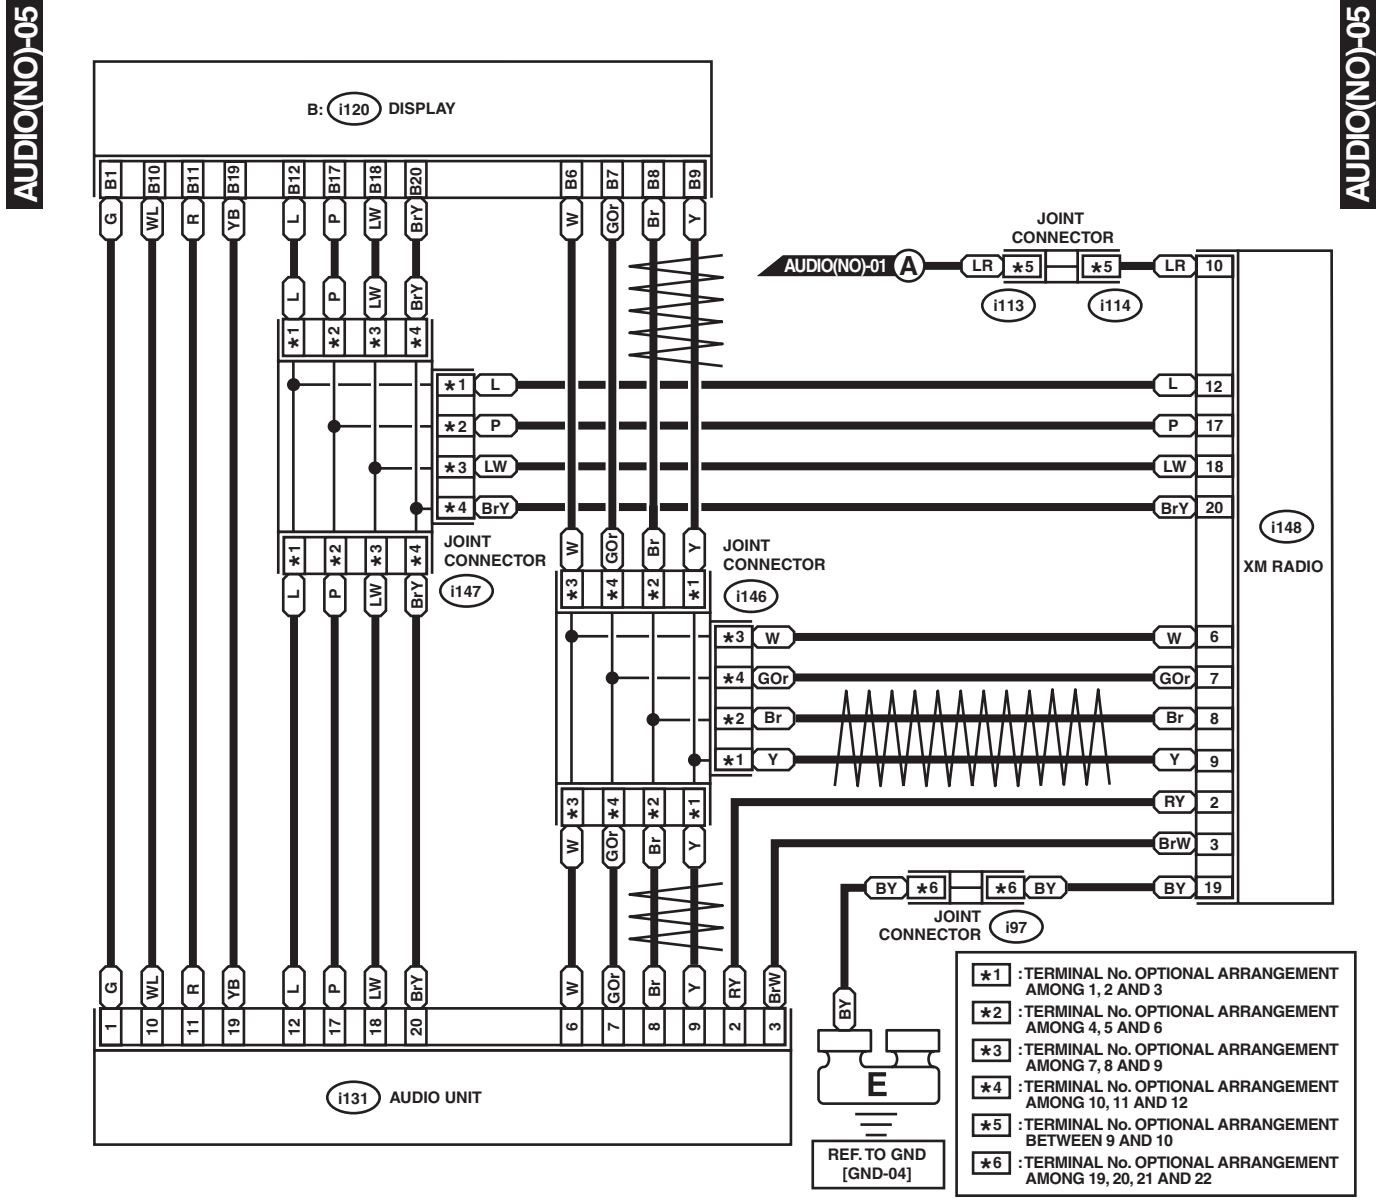 AUDIO(NO)-05
AUDIO(NO)-05
B: i120 DISPLAY
B1 B10 B11 B19 B12 B17 B18 B20 B6 B7 B8 B9
G WL R YB L P LW BrY W GOr Br Y
JOINT
CONNECTOR
AUDIO(NO)-01 A LR *5 *5 LR 10
i113 i114
L P LW BrY
*1 *2 *3 *4
*1 L L 12
*2 P P 17
*3 LW LW 18
*4 BrY BrY 20
i148
XM RADIO
*1 *2 *3 *4
L P LW BrY
JOINT
CONNECTOR
i147
W GOr Br Y
*3 *4 *2 *1
JOINT
CONNECTOR
i146
*3 W W 6
*4 GOr GOr 7
*2 Br Br 8
*1 Y Y 9
*3 *4 *2 *1
W GOr Br Y
RY 2
BrW 3
BY *6 *6 BY BY 19
JOINT
CONNECTOR
i97
G WL R YB L P LW BrY W GOr Br Y RY BrW
1 10 11 19 12 17 18 20 6 7 8 9 2 3
i131 AUDIO UNIT
BY
E
REF. TO GND
[GND-04]
*1 : TERMINAL No. OPTIONAL ARRANGEMENT
AMONG 1, 2 AND 3
*2 : TERMINAL No. OPTIONAL ARRANGEMENT
AMONG 4, 5 AND 6
*3 : TERMINAL No. OPTIONAL ARRANGEMENT
AMONG 7, 8 AND 9
*4 : TERMINAL No. OPTIONAL ARRANGEMENT
AMONG 10, 11 AND 12
*5 : TERMINAL No. OPTIONAL ARRANGEMENT
BETWEEN 9 AND 10
*6 : TERMINAL No. OPTIONAL ARRANGEMENT
AMONG 19, 20, 21 AND 22